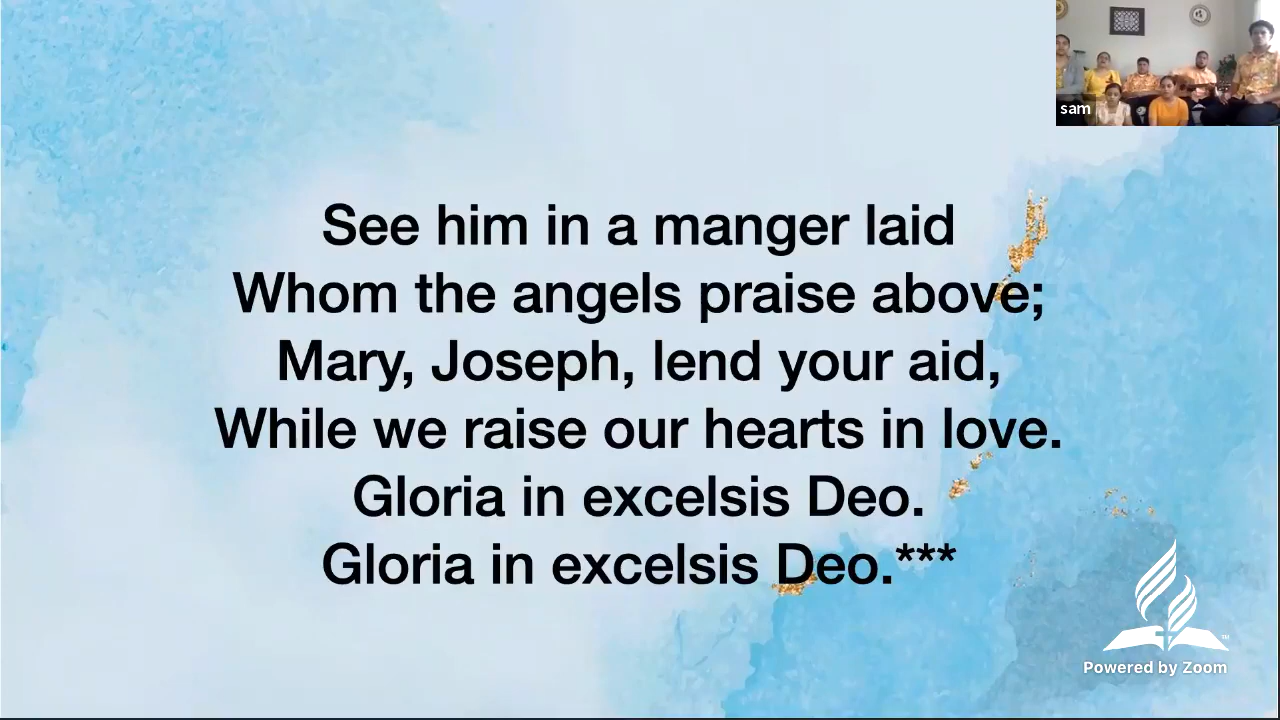 sam
See him in a manger laid
Whom the angels praise above;
Mary, Joseph, lend your aid,
While we raise our hearts in love.
Gloria in excelsis Deo.
Gloria in excelsis Deo.***
TM
Powered by Zoom